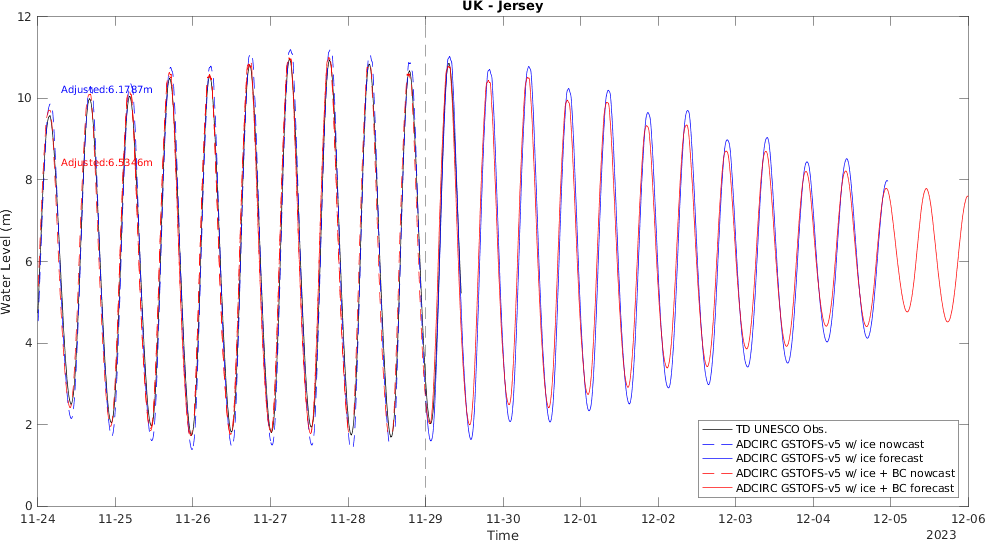 UK - Jersey
12
10
8
6
4
2
0
Water Level (m)
Adjusted:6.1787m
Adjusted:6.5346m
TD UNESCO Obs.
ADCIRC GSTOFS-v5 w/ ice nowcast
ADCIRC GSTOFS-v5 w/ ice forecast
ADCIRC GSTOFS-v5 w/ ice + BC nowcast
ADCIRC GSTOFS-v5 w/ ice + BC forecast
11-24 11-25 11-26 11-27 11-28 11-29 11-30 12-01 12-02 12-03 12-04 12-05 12-06
Time
2023